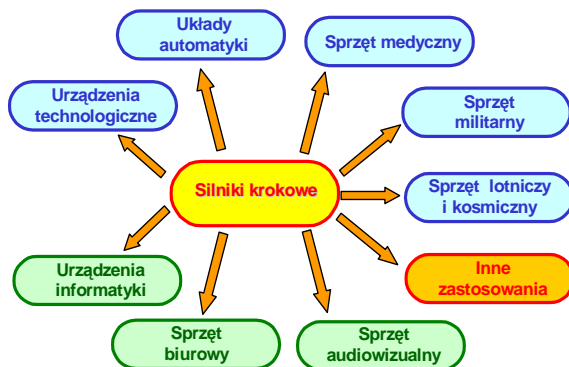 Układy
automatyki
Sprzęt medyczny
Urządzenia
technologiczne
Sprzęt
militarny
Silniki krokowe
Sprzęt lotniczy
i kosmiczny
Urządzenia
informatyki
Inne
zastosowania
Sprzęt
biurowy
Sprzęt
audiowizualny